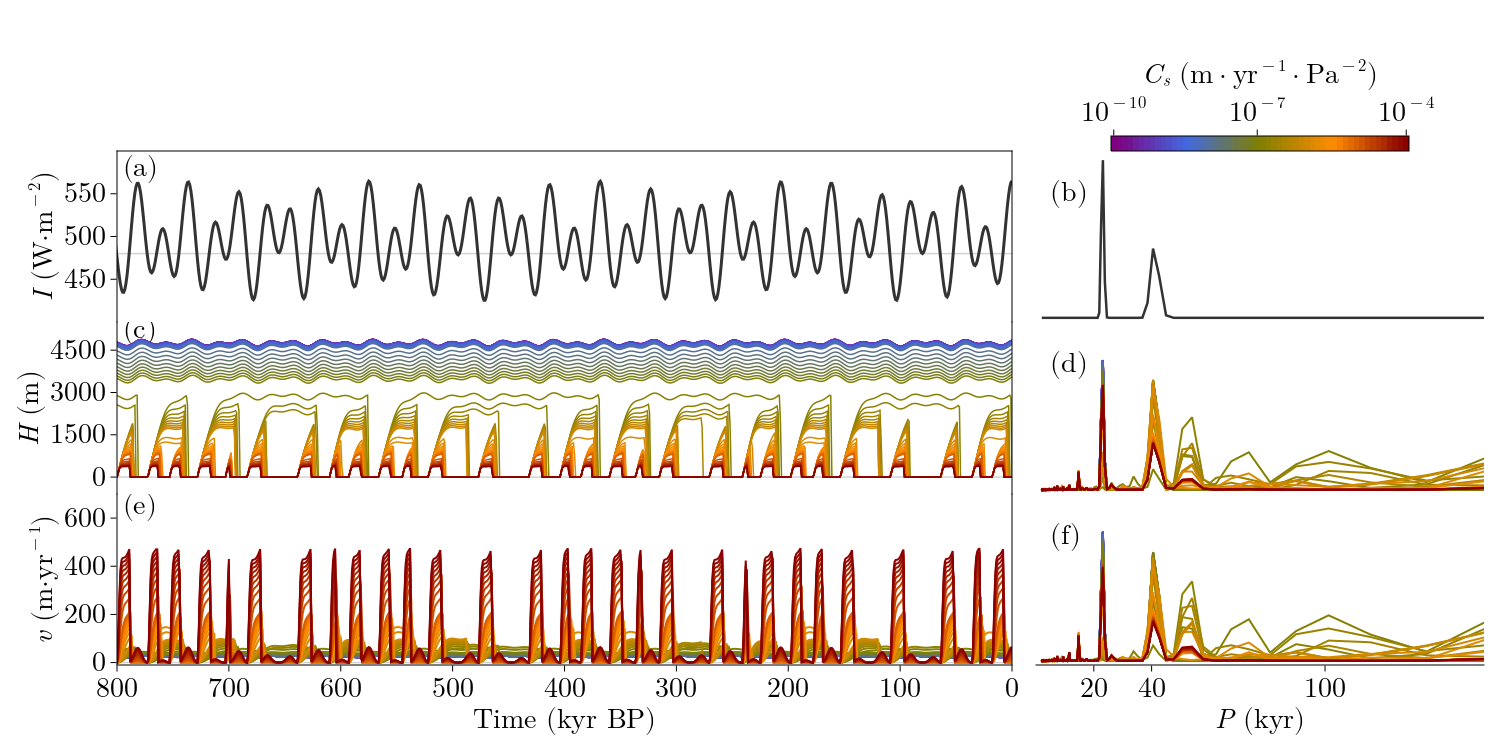 C_s (m · yr^−1 · Pa^−2)
10^−10 10^−7 10^−4
(a)
(b)
550
500
450
I (W·m^−2)
(c)
(d)
4500
3000
1500
0
H (m)
(e)
(f)
600
400
200
0
v (m·yr^−1)
800 700 600 500 400 300 200 100 0
20 40 100
Time (kyr BP)
P (kyr)